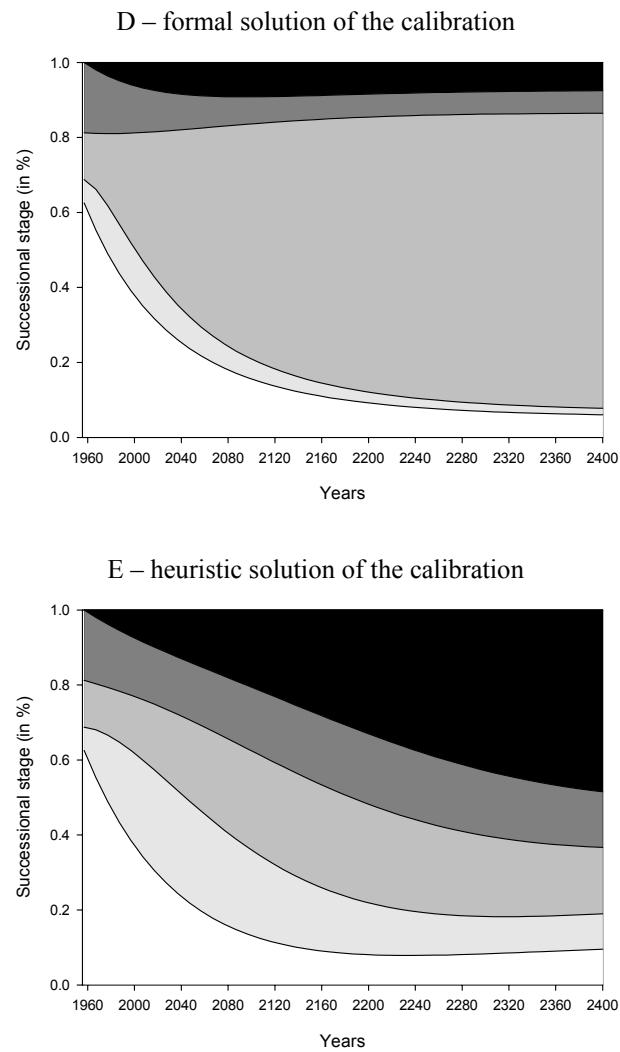 D – formal solution of the calibration
1.0
0.8
0.6
0.4
0.2
0.0
Successional stage (in %)
1960 2000 2040 2080 2120 2160 2200 2240 2280 2320 2360 2400
Years
E – heuristic solution of the calibration
1.0
0.8
0.6
0.4
0.2
0.0
Successional stage (in %)
1960 2000 2040 2080 2120 2160 2200 2240 2280 2320 2360 2400
Years